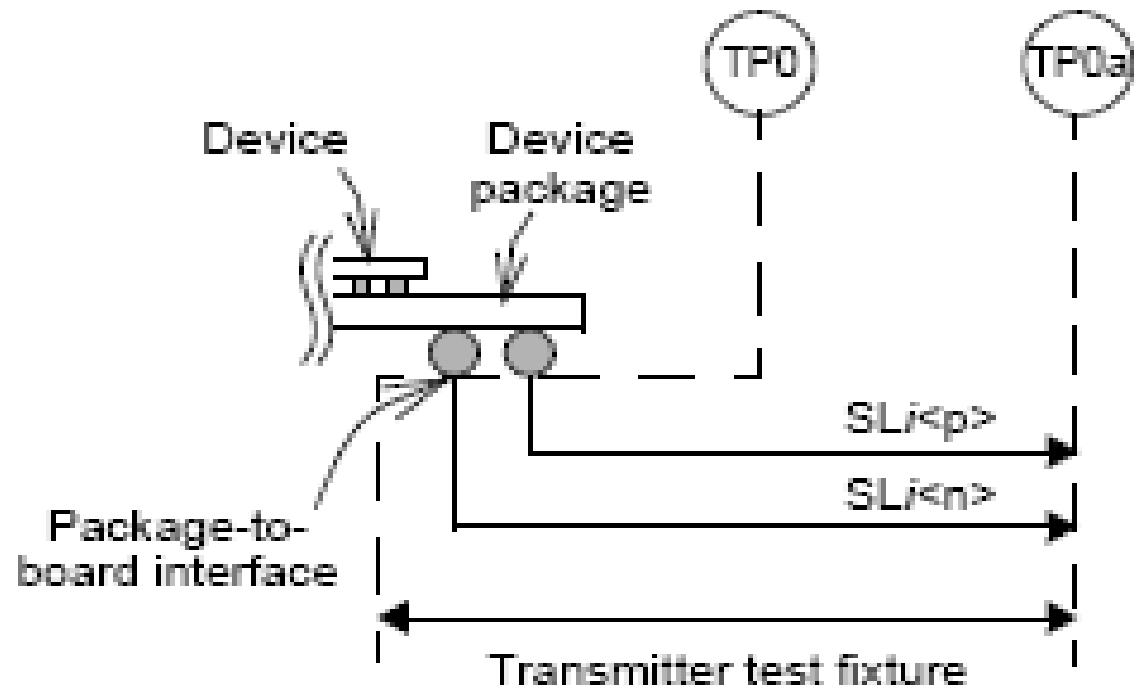 TP0
TP0a
Device
Device
package
SLi<p>
SLi<n>
Package-to-
board interface
Transmitter test fixture